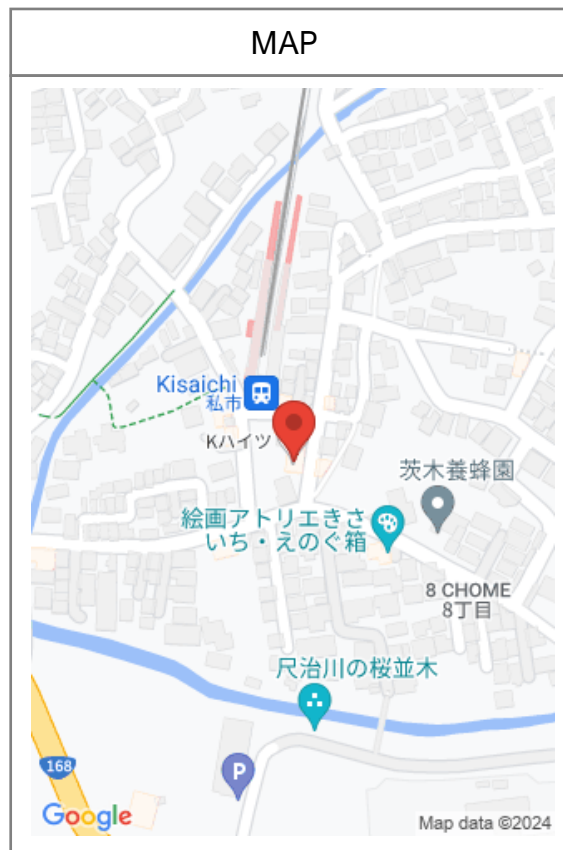 MAP
Kisaichi
私市
Kハイツ
茨木養蜂園
絵画アトリエきさ
いち・えのぐ箱
8 CHOME
8丁目
尺治川の桜並木
P
168
Google
Map data ©2024